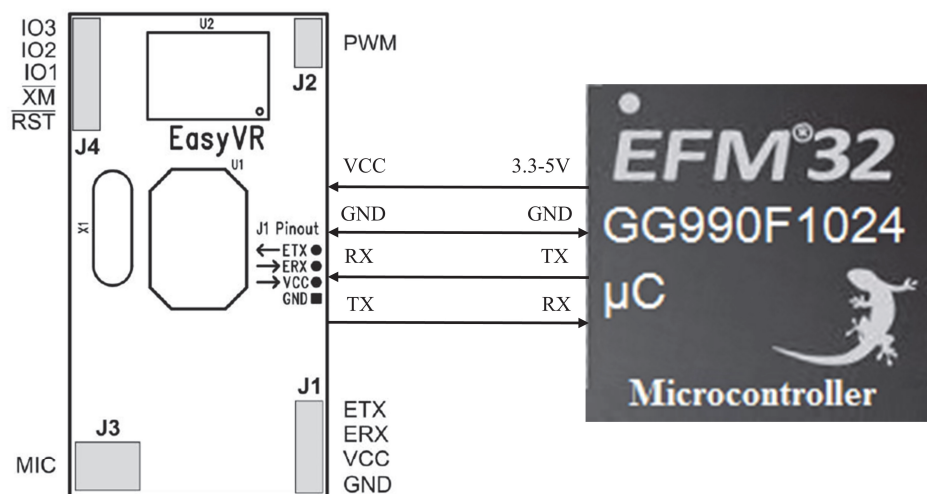 IO3
IO2
IO1
XM
RST
J4
U2
J2
PWM
EasyVR
U1
X1
J1 Pinout
ETX
ERX
VCC
GND
VCC 3.3-5V
GND GND
RX TX
TX RX
EFM®32
GG990F1024
µC
Microcontroller
J1
ETX
ERX
VCC
GND
J3
MIC